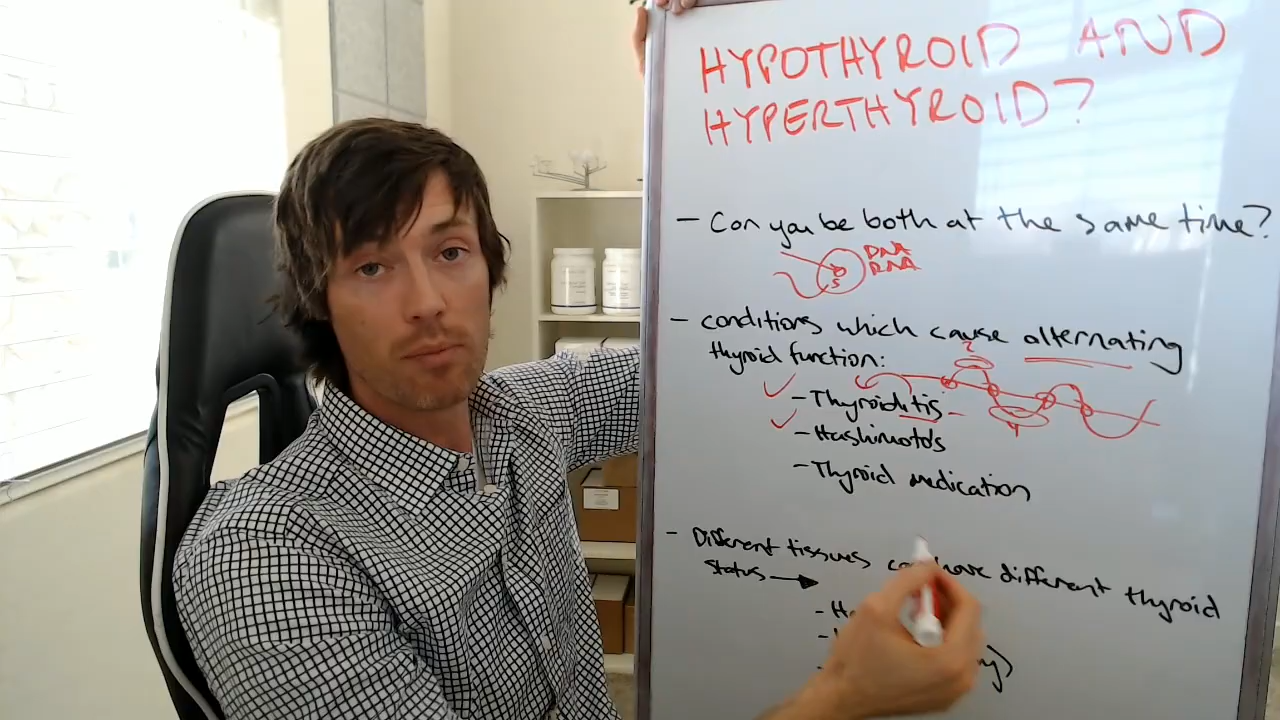 HYPOTHYROID AND
HYPERTHYROID?
- Can you be both at the same time?
DNA
RNA
S
- conditions which cause alternating
thyroid function:
- Thyroiditis -
- Hashimoto's
- Thyroid medication
- Different tissues have different thyroid
status